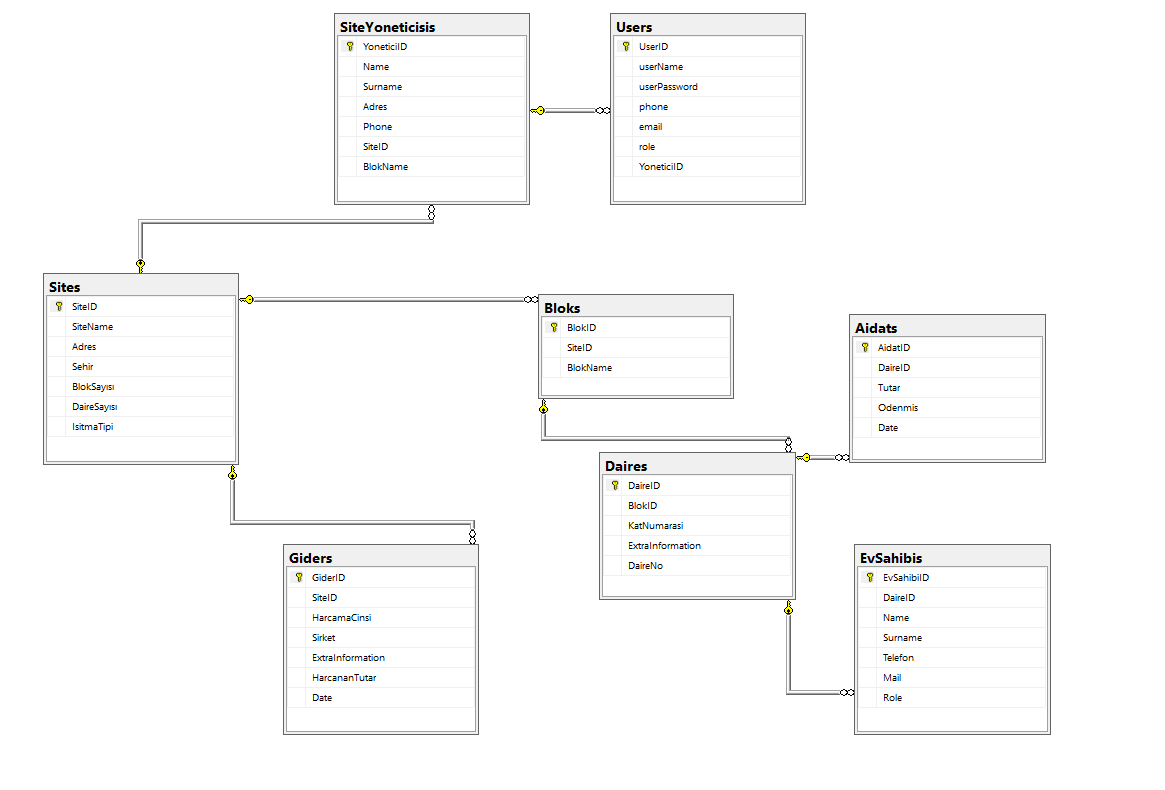 SiteYoneticisis
YoneticiID
Name
Surname
Adres
Phone
SiteID
BlokName
Users
UserID
userName
userPassword
phone
email
role
YoneticiID
Sites
SiteID
SiteName
Adres
Sehir
BlokSayısı
DaireSayısı
IsitmaTipi
Bloks
BlokID
SiteID
BlokName
Aidats
AidatID
DaireID
Tutar
Odenmis
Date
Daires
DaireID
BlokID
KatNumarasi
ExtraInformation
DaireNo
Giders
GiderID
SiteID
HarcamaCinsi
Sirket
ExtraInformation
HarcananTutar
Date
EvSahibis
EvSahibiID
DaireID
Name
Surname
Telefon
Mail
Role